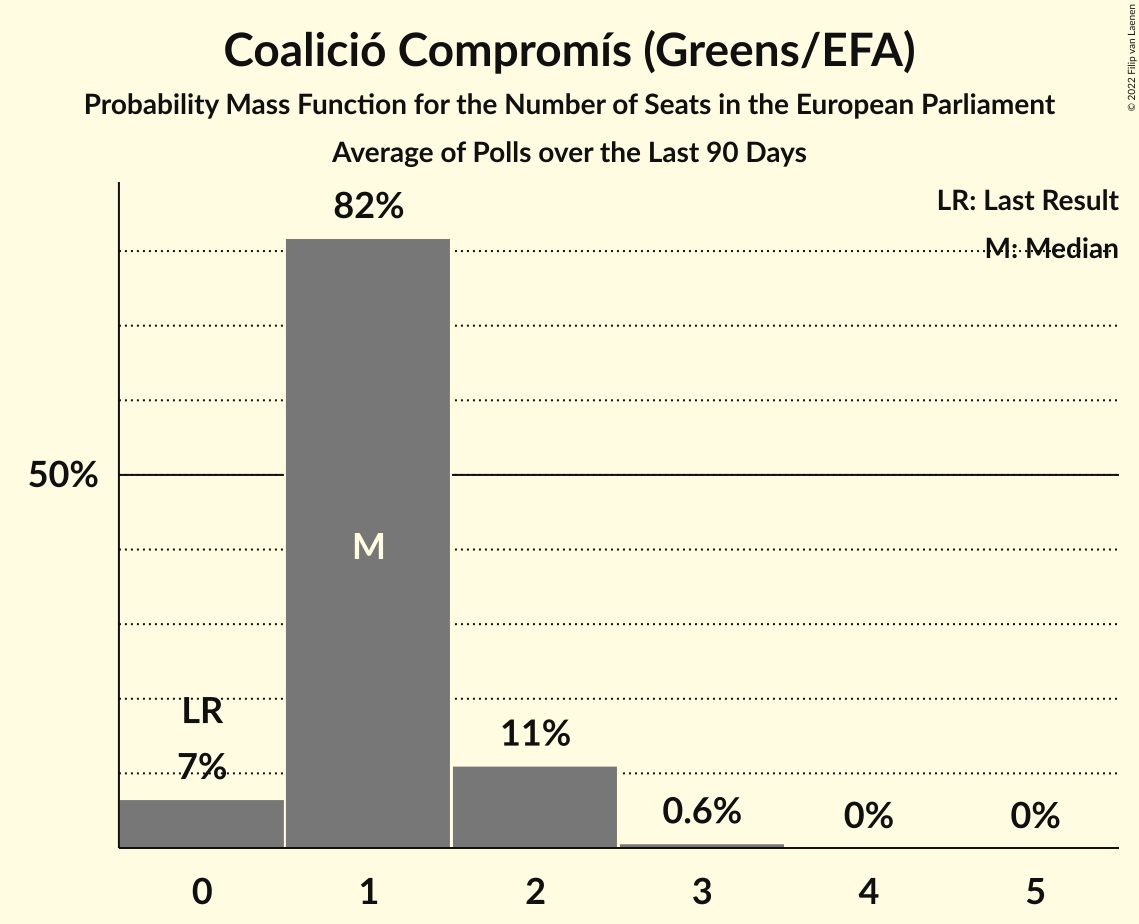 Coalició Compromís (Greens/EFA)
Probability Mass Function for the Number of Seats in the European Parliament
Average of Polls over the Last 90 Days
© 2022 Filip van Laenen
LR: Last Result
M: Median
82%
50%
M
LR
7%
11%
0.6%
0%
0%
0 1 2 3 4 5